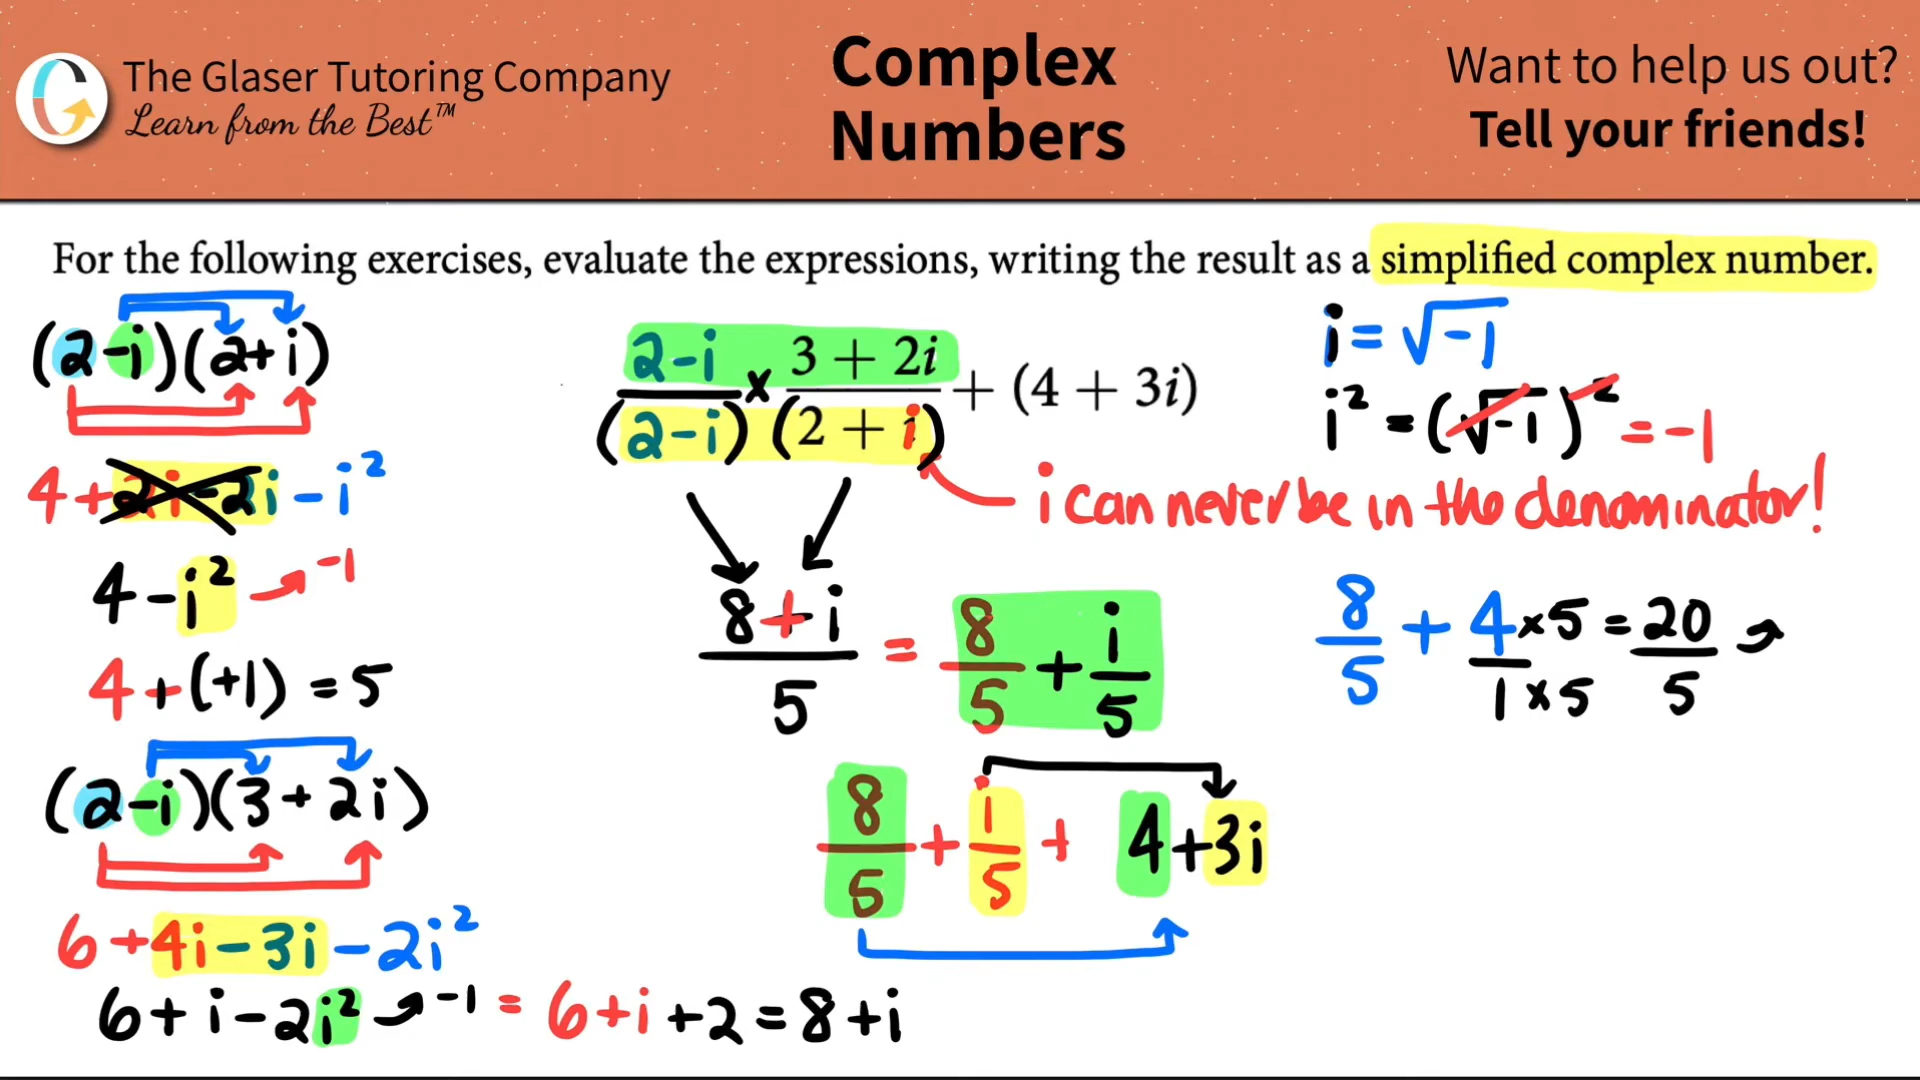 The Glaser Tutoring Company
Learn from the Best™
Complex
Numbers
Want to help us out?
Tell your friends!
For the following exercises, evaluate the expressions, writing the result as a simplified complex number.
(2-i)(2+i)
4+2i-2i-i²
4-i² → -1
4+(+1) = 5
(2-i)(3+2i)
6+4i-3i-2i²
6+i-2i² → -1 = 6+i+2=8+i
2-i/(2-i) × 3 + 2i/(2 + i) + (4 + 3i)
8+i/5 = 8/5 + i/5
8/5 + i/5 + 4+3i
i = √-1
i² = (√-1)² = -1
i can never be in the denominator!
8/5 + 4/1 ×5/×5 = 20/5 →